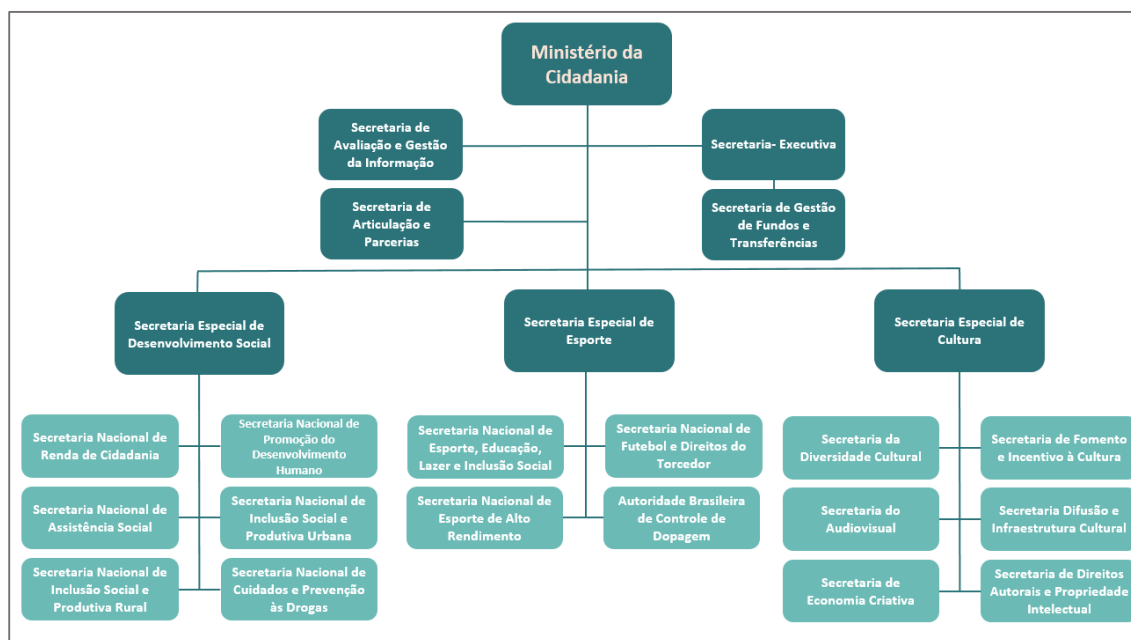 Ministério da
Cidadania
Secretaria de
Avaliação e Gestão
da Informação
Secretaria- Executiva
Secretaria de
Articulação e
Parcerias
Secretaria de Gestão
de Fundos e
Transferências
Secretaria Especial de
Desenvolvimento Social
Secretaria Especial de
Esporte
Secretaria Especial de
Cultura
Secretaria Nacional de
Renda de Cidadania
Secretaria Nacional de
Promoção do
Desenvolvimento
Humano
Secretaria Nacional de
Assistência Social
Secretaria Nacional de
Inclusão Social e
Produtiva Urbana
Secretaria Nacional de
Inclusão Social e
Produtiva Rural
Secretaria Nacional de
Cuidados e Prevenção
às Drogas
Secretaria Nacional de
Esporte, Educação,
Lazer e Inclusão Social
Secretaria Nacional de
Futebol e Direitos do
Torcedor
Secretaria Nacional de
Esporte de Alto
Rendimento
Autoridade Brasileira
de Controle de
Dopagem
Secretaria da
Diversidade Cultural
Secretaria de Fomento
e Incentivo à Cultura
Secretaria do
Audiovisual
Secretaria Difusão e
Infraestrutura Cultural
Secretaria de
Economia Criativa
Secretaria de Direitos
Autorais e Propriedade
Intelectual